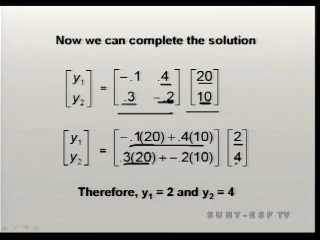 Now we can complete the solution
[y₁ y₂] = [-.1 .4 .3 -.2] [20 10]
[y₁ y₂] = [-.1(20)+.4(10) .3(20)+-.2(10)] [2 4]
Therefore, y₁ = 2 and y₂ = 4
SUNY-ESF TV